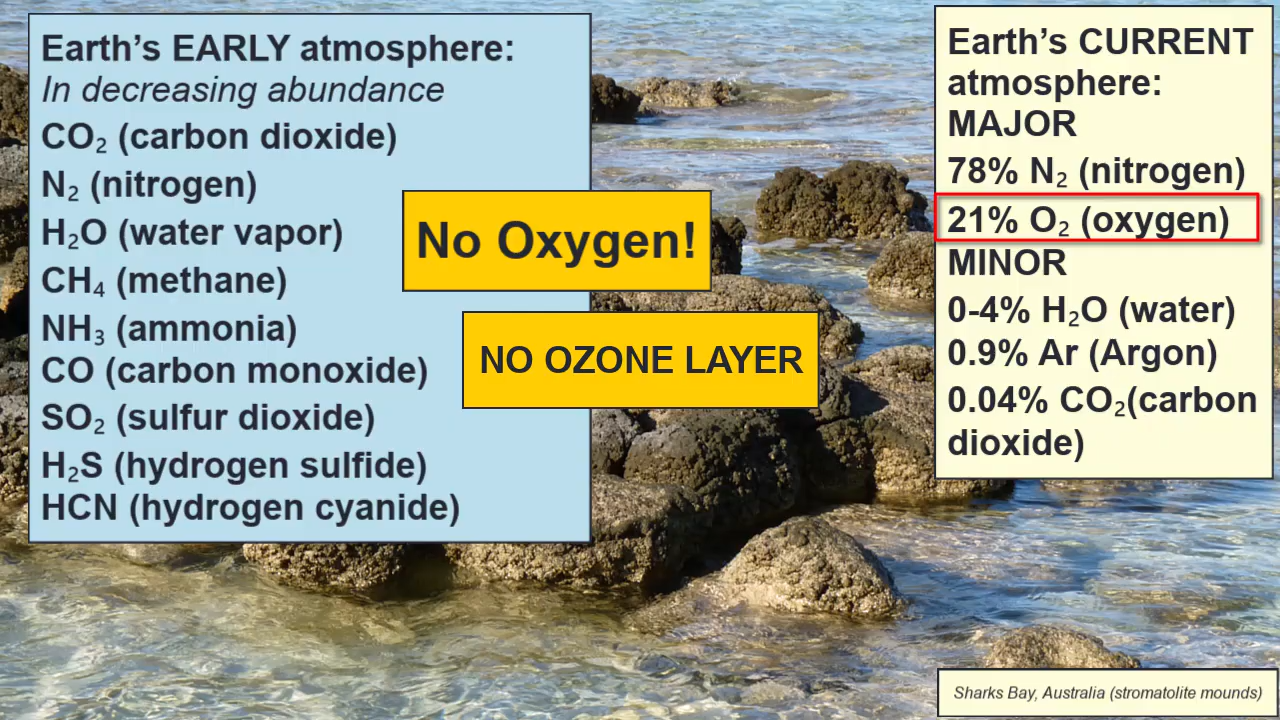 Earth's EARLY atmosphere:
In decreasing abundance
CO₂ (carbon dioxide)
N₂ (nitrogen)
H₂O (water vapor)
CH₄ (methane)
NH₃ (ammonia)
CO (carbon monoxide)
SO₂ (sulfur dioxide)
H₂S (hydrogen sulfide)
HCN (hydrogen cyanide)
No Oxygen!
NO OZONE LAYER
Earth's CURRENT
atmosphere:
MAJOR
78% N₂ (nitrogen)
21% O₂ (oxygen)
MINOR
0-4% H₂O (water)
0.9% Ar (Argon)
0.04% CO₂(carbon
dioxide)
Sharks Bay, Australia (stromatolite mounds)